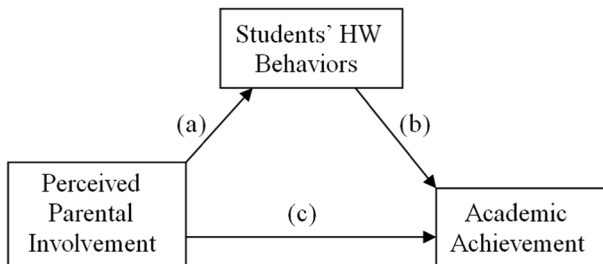 Students’ HW
Behaviors
(a)
(b)
Perceived
Parental
Involvement
(c)
Academic
Achievement